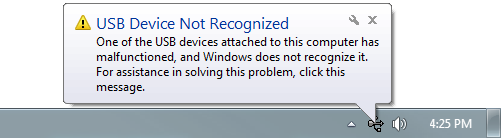 USB Device Not Recognized
One of the USB devices attached to this computer has
malfunctioned, and Windows does not recognize it.
For assistance in solving this problem, click this
message.
4:25 PM